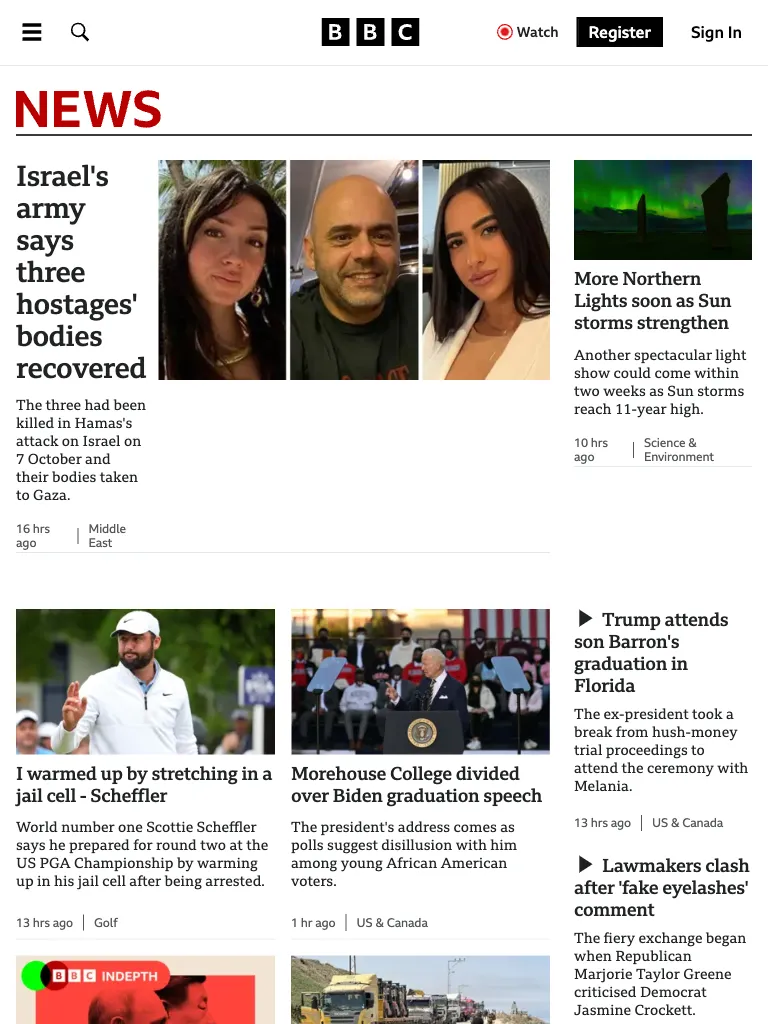 BBC
Watch
Register
Sign In
NEWS
Israel's
army
says
three
hostages'
bodies
recovered
The three had been
killed in Hamas's
attack on Israel on
7 October and
their bodies taken
to Gaza.
16 hrs
ago
Middle
East
More Northern
Lights soon as Sun
storms strengthen
Another spectacular light
show could come within
two weeks as Sun storms
reach 11-year high.
10 hrs
ago
Science &
Environment
I warmed up by stretching in a
jail cell - Scheffler
World number one Scottie Scheffler
says he prepared for round two at the
US PGA Championship by warming
up in his jail cell after being arrested.
13 hrs ago
Golf
Morehouse College divided
over Biden graduation speech
The president's address comes as
polls suggest disillusion with him
among young African American
voters.
1 hr ago
US & Canada
Trump attends
son Barron's
graduation in
Florida
The ex-president took a
break from hush-money
trial proceedings to
attend the ceremony with
Melania.
13 hrs ago
US & Canada
Lawmakers clash
after 'fake eyelashes'
comment
The fiery exchange began
when Republican
Marjorie Taylor Greene
criticised Democrat
Jasmine Crockett.
BBC INDEPTH